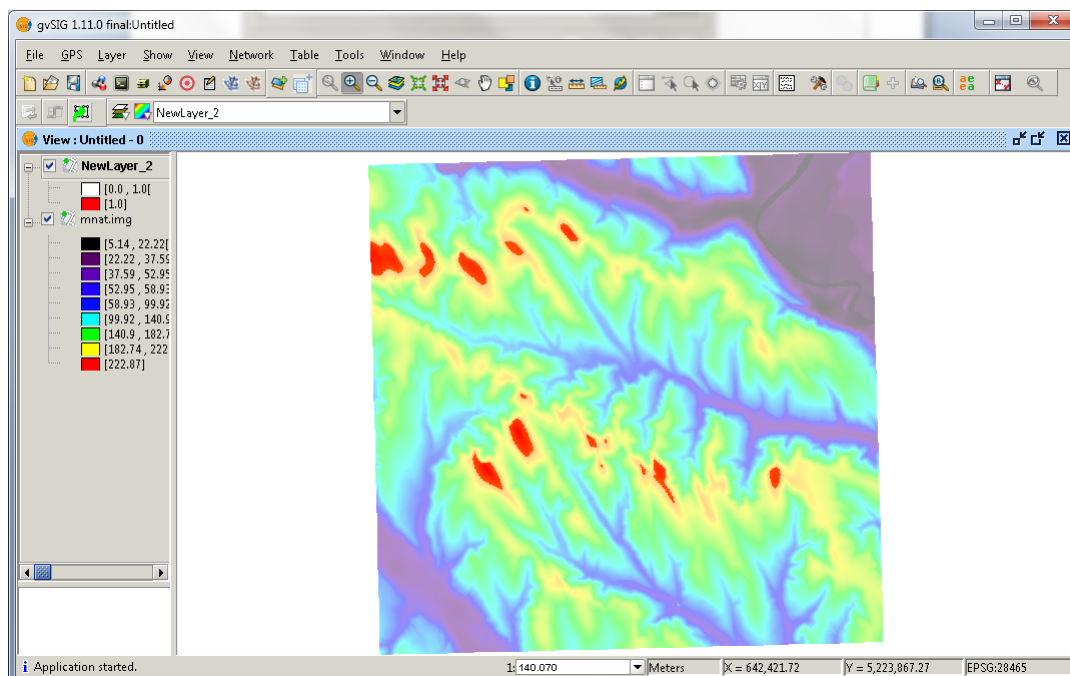 gvSIG 1.11.0 final:Untitled
File GPS Layer Show View Network Table Tools Window Help
NewLayer_2
View : Untitled - 0
NewLayer_2
[0.0 , 1.0[
[1.0]
mnat.img
[5.14 , 22.22[
[22.22 , 37.59
[37.59 , 52.95
[52.95 , 58.93
[58.93 , 99.92
[99.92 , 140.9
[140.9 , 182.7
[182.74 , 222
[222.87]
Application started.
1: 140.070 Meters X = 642,421.72 Y = 5,223,867.27 EPSG:28465